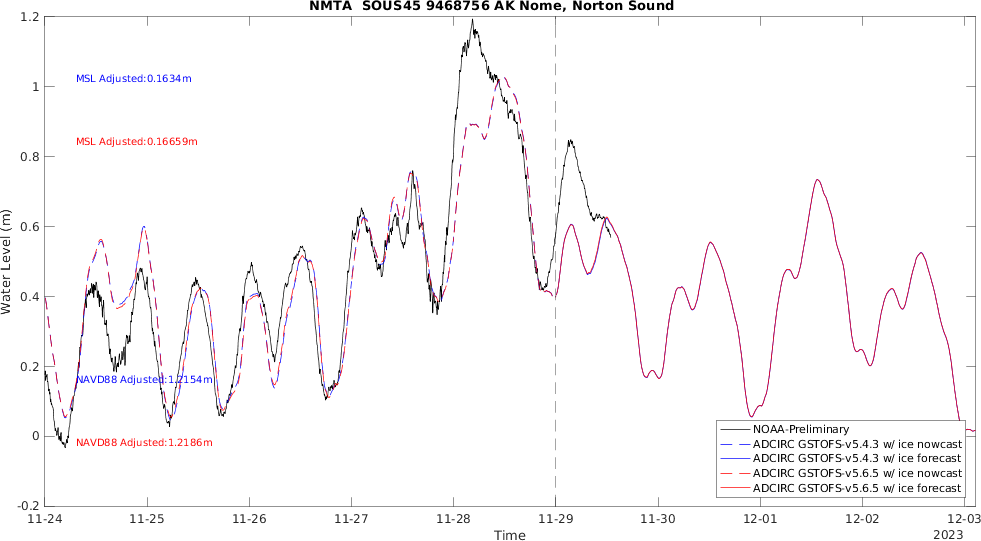 NMTA  SOUS45 9468756 AK Nome, Norton Sound
1.2
1
0.8
0.6
0.4
0.2
0
-0.2
Water Level (m)
MSL Adjusted:0.1634m
MSL Adjusted:0.16659m
NAVD88 Adjusted:1.2154m
NAVD88 Adjusted:1.2186m
NOAA-Preliminary
ADCIRC GSTOFS-v5.4.3 w/ ice nowcast
ADCIRC GSTOFS-v5.4.3 w/ ice forecast
ADCIRC GSTOFS-v5.6.5 w/ ice nowcast
ADCIRC GSTOFS-v5.6.5 w/ ice forecast
11-24 11-25 11-26 11-27 11-28 11-29 11-30 12-01 12-02 12-03
Time
2023